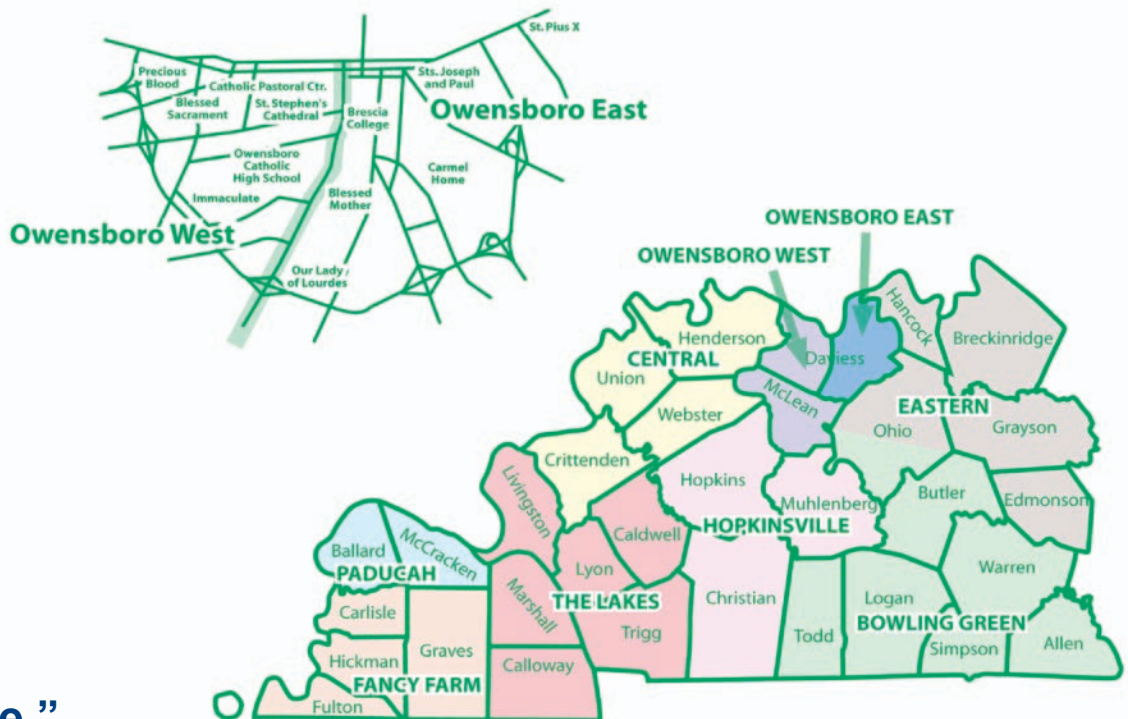 St. Pius X
Precious
Blood
Catholic Pastoral Ctr.
Sts. Joseph
and Paul
Blessed
Sacrament
St. Stephen's
Cathedral
Brescia
College
Owensboro East
Owensboro
Catholic
High School
Carmel
Home
Immaculate
Blessed
Mother
Owensboro West
Our Lady
of Lourdes
OWENSBORO EAST
OWENSBORO WEST
Hancock
Henderson
Breckinridge
CENTRAL
Daviess
Union
McLean
EASTERN
Webster
Ohio
Grayson
Crittenden
Livingston
Hopkins
Muhlenberg
Butler
Edmonson
HOPKINSVILLE
Caldwell
Ballard
McCracken
PADUCAH
Lyon
Warren
Marshall
THE LAKES
Christian
Logan
Carlisle
BOWLING GREEN
Trigg
Todd
Simpson
Allen
Graves
Hickman
Calloway
FANCY FARM
Fulton
e.”